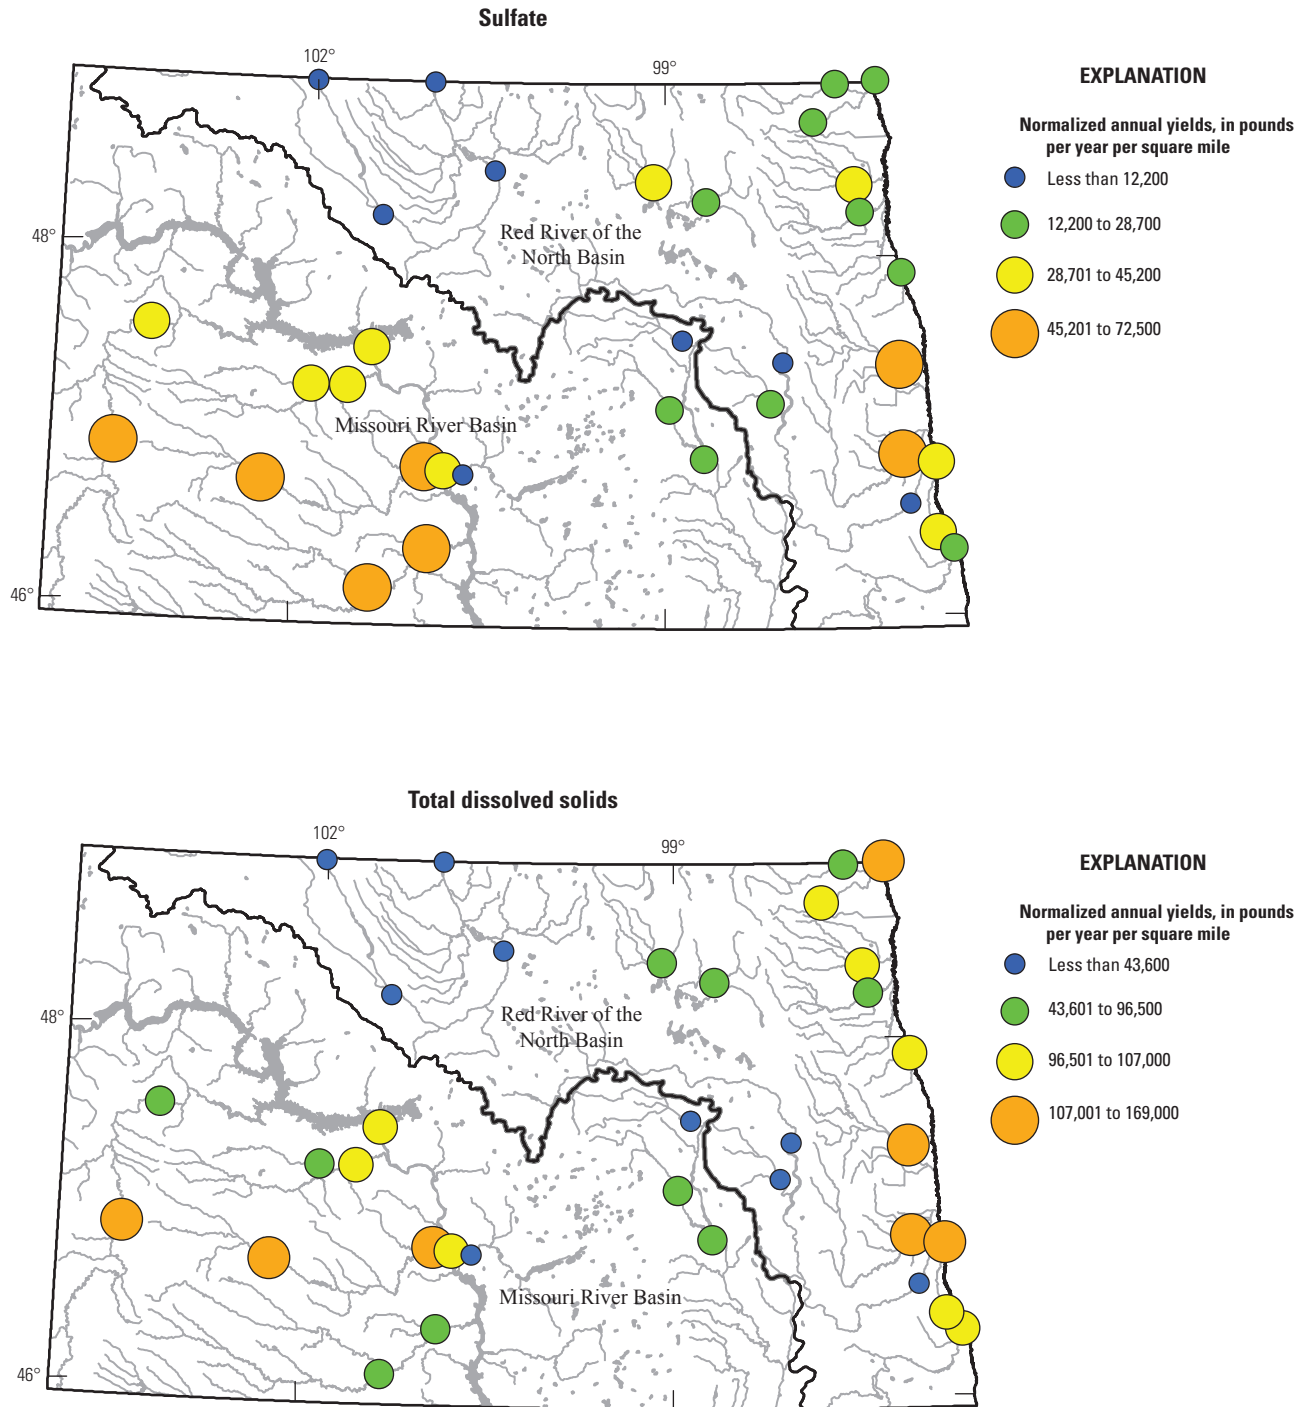 Sulfate
102°
99°
48°
46°
Red River of the
North Basin
Missouri River Basin
EXPLANATION
Normalized annual yields, in pounds
per year per square mile
Less than 12,200
12,200 to 28,700
28,701 to 45,200
45,201 to 72,500
Total dissolved solids
102°
99°
48°
46°
Red River of the
North Basin
Missouri River Basin
EXPLANATION
Normalized annual yields, in pounds
per year per square mile
Less than 43,600
43,601 to 96,500
96,501 to 107,000
107,001 to 169,000